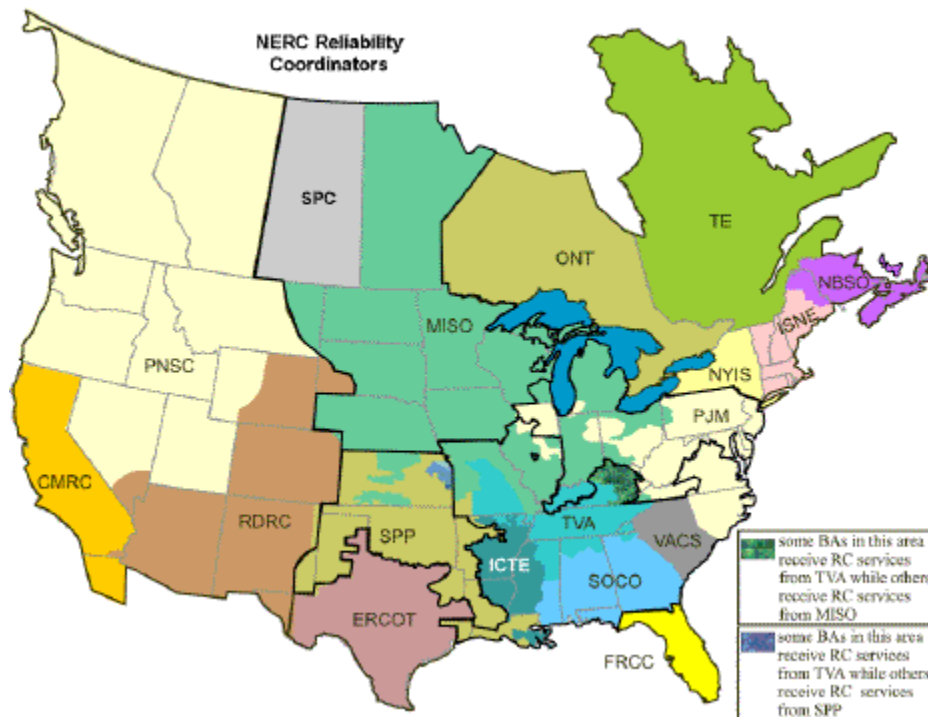 NERC Reliability
Coordinators
SPC
TE
ONT
NBSO
ISNE
MISO
PNSC
NYIS
PJM
CMRC
RDRC
SPP
TVA
VACS
ICTE
SOCO
ERCOT
FRCC
some BAs in this area
receive RC services
from TVA while others
receive RC services
from MISO
some BAs in this area
receive RC services
from TVA while others
receive RC services
from SPP